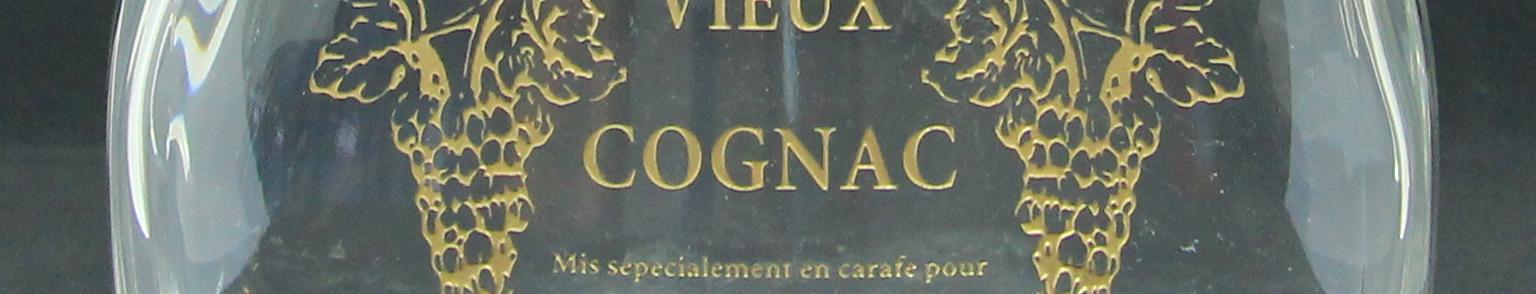 VIEUX
COGNAC
Mis sépecialement en carafe pour